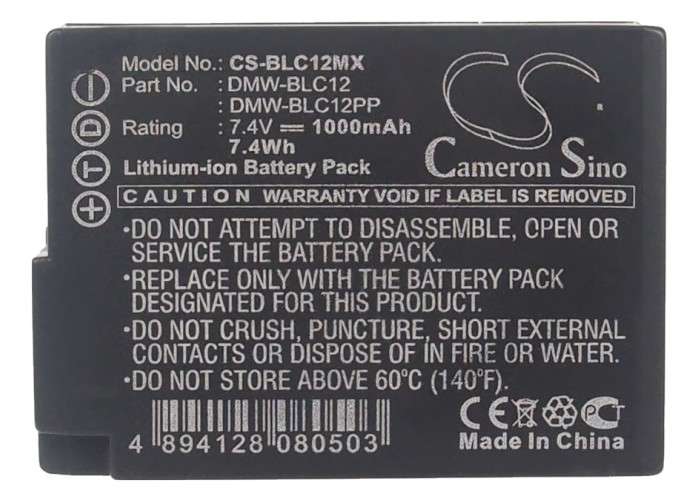 Model No.: CS-BLC12MX
Part No. : DMW-BLC12
: DMW-BLC12PP
Rating : 7.4V 1000mAh
7.4Wh
Lithium-ion Battery Pack
CS
Cameron Sino
− D T +
CAUTION WARRANTY VOID IF LABEL IS REMOVED
•DO NOT ATTEMPT TO DISASSEMBLE, OPEN OR
SERVICE THE BATTERY PACK.
•REPLACE ONLY WITH THE BATTERY PACK
DESIGNATED FOR THIS PRODUCT.
•DO NOT CRUSH, PUNCTURE, SHORT EXTERNAL
CONTACTS OR DISPOSE OF IN FIRE OR WATER.
•DO NOT STORE ABOVE 60°C (140°F).
4 894128 080503
CE PCT
Made In China